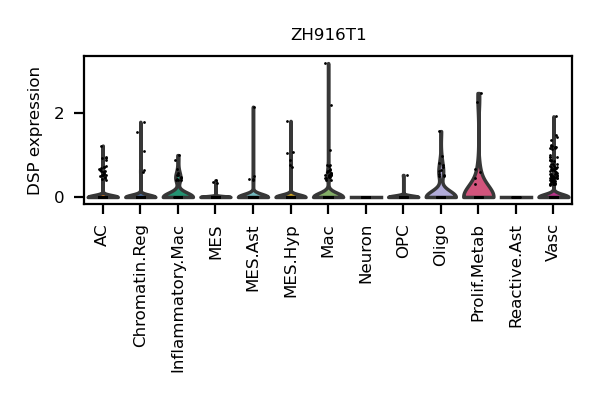 ZH916T1
DSP expression
2
0
AC
Chromatin.Reg
Inflammatory.Mac
MES
MES.Ast
MES.Hyp
Mac
Neuron
OPC
Oligo
Prolif.Metab
Reactive.Ast
Vasc